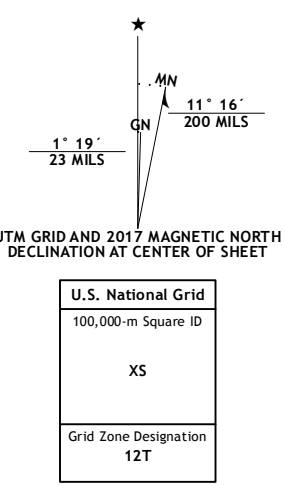 MN
GN
11° 16´
200 MILS
1° 19´
23 MILS
UTM GRID AND 2017 MAGNETIC NORTH
DECLINATION AT CENTER OF SHEET
U.S. National Grid
100,000-m Square ID
XS
Grid Zone Designation
12T